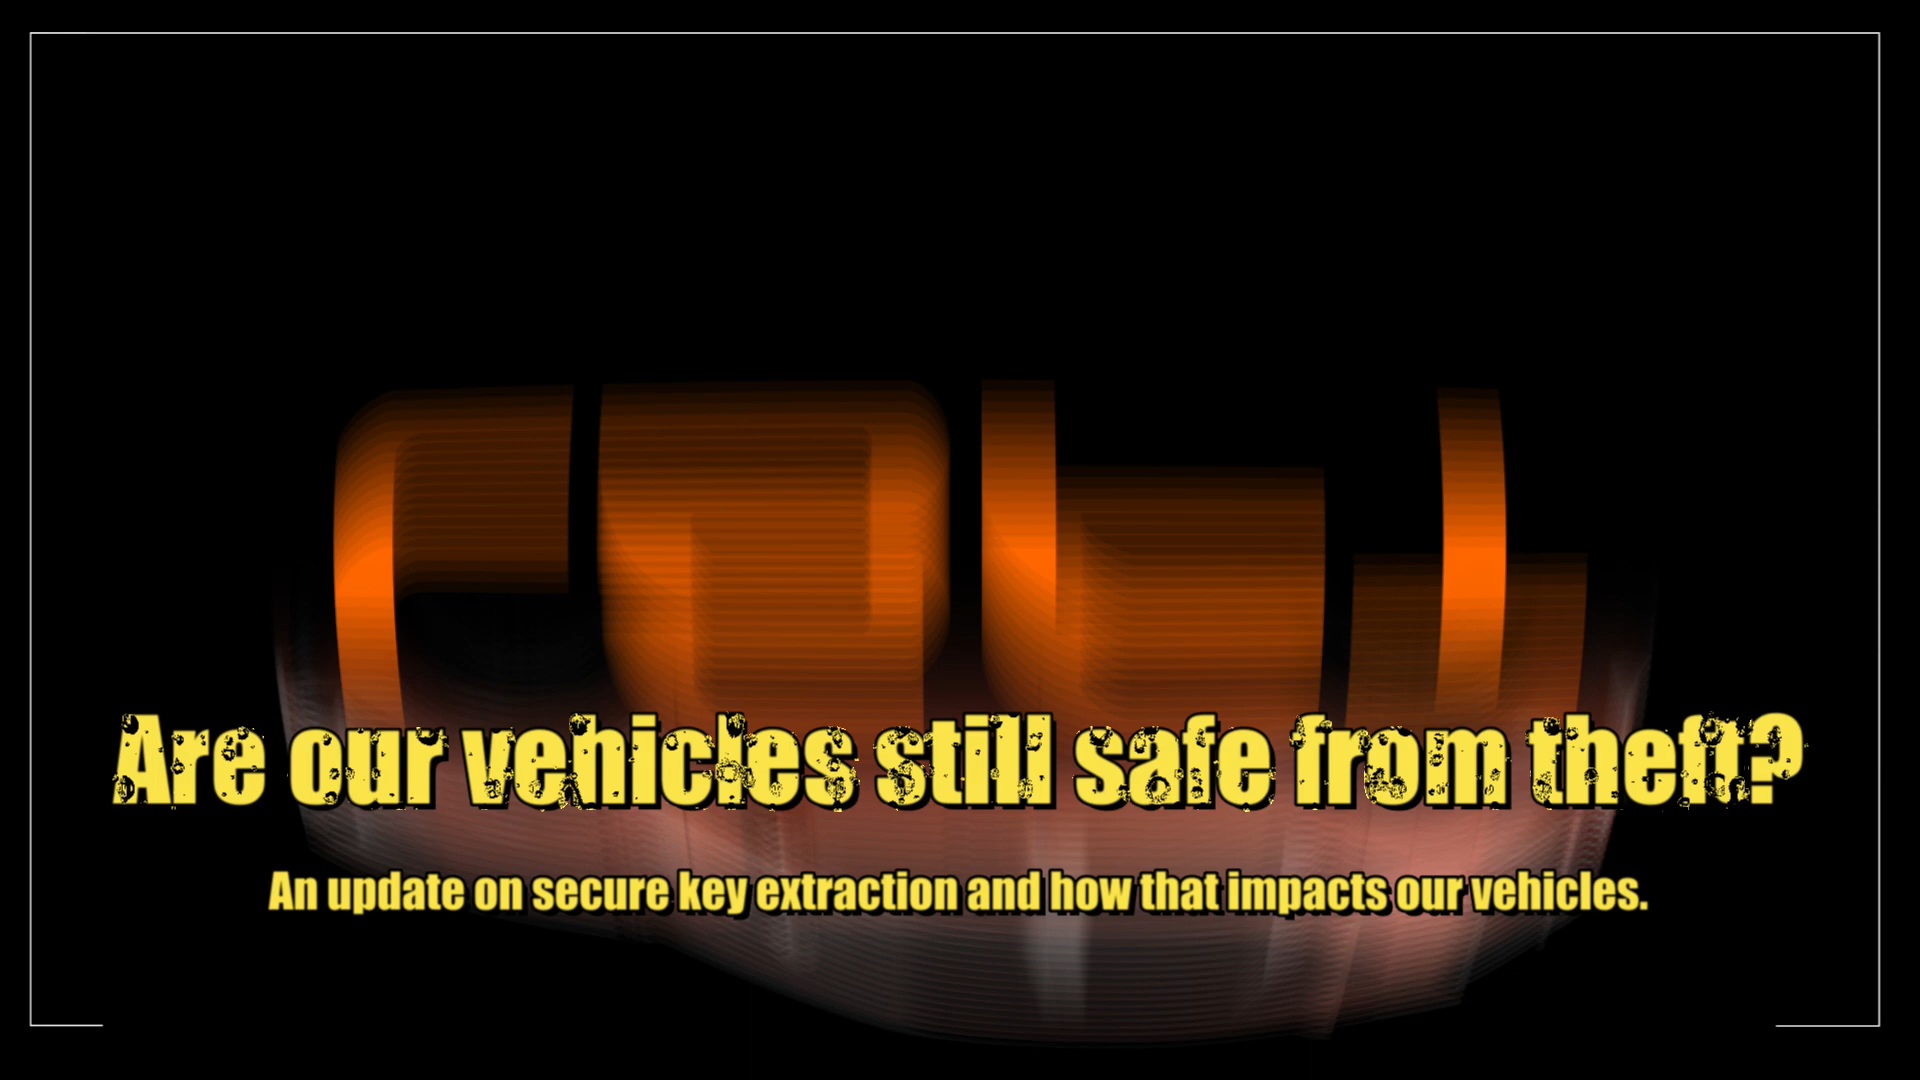 Are our vehicles still safe from theft?
An update on secure key extraction and how that impacts our vehicles.